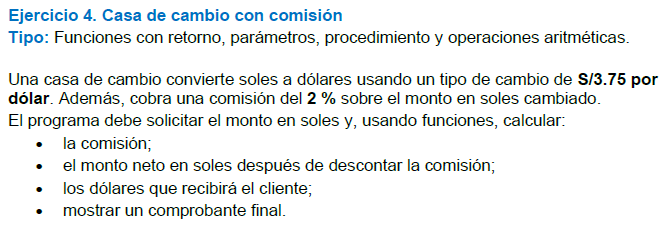 Ejercicio 4. Casa de cambio con comisión
Tipo: Funciones con retorno, parámetros, procedimiento y operaciones aritméticas.
Una casa de cambio convierte soles a dólares usando un tipo de cambio de S/3.75 por
dólar. Además, cobra una comisión del 2 % sobre el monto en soles cambiado.
El programa debe solicitar el monto en soles y, usando funciones, calcular:
• la comisión;
• el monto neto en soles después de descontar la comisión;
• los dólares que recibirá el cliente;
• mostrar un comprobante final.